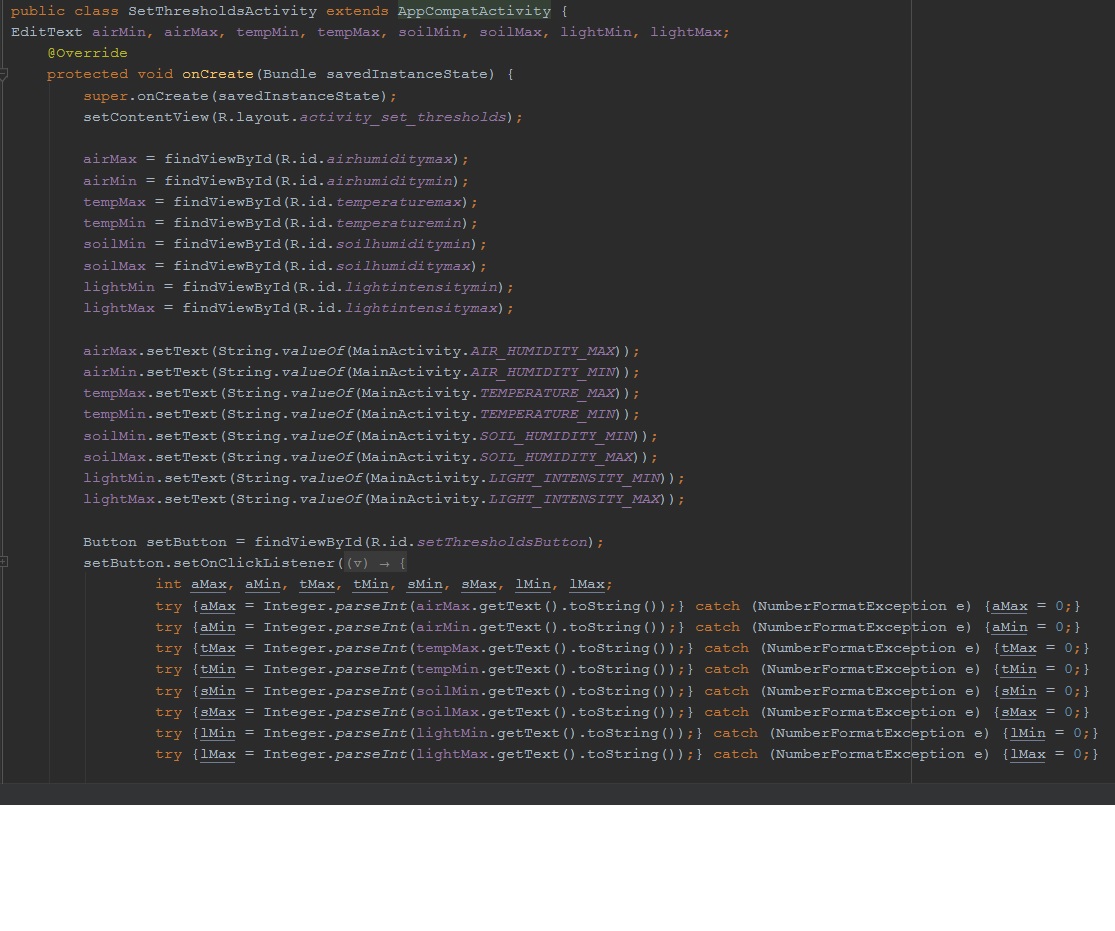 public class SetThresholdsActivity extends AppCompatActivity {
EditText airMin, airMax, tempMin, tempMax, soilMin, soilMax, lightMin, lightMax;
@Override
protected void onCreate(Bundle savedInstanceState) {
super.onCreate(savedInstanceState);
setContentView(R.layout.activity_set_thresholds);
airMax = findViewById(R.id.airhumiditymax);
airMin = findViewById(R.id.airhumiditymin);
tempMax = findViewById(R.id.temperaturemax);
tempMin = findViewById(R.id.temperaturemin);
soilMin = findViewById(R.id.soilhumiditymin);
soilMax = findViewById(R.id.soilhumiditymax);
lightMin = findViewById(R.id.lightintensitymin);
lightMax = findViewById(R.id.lightintensitymax);
airMax.setText(String.valueOf(MainActivity.AIR_HUMIDITY_MAX));
airMin.setText(String.valueOf(MainActivity.AIR_HUMIDITY_MIN));
tempMax.setText(String.valueOf(MainActivity.TEMPERATURE_MAX));
tempMin.setText(String.valueOf(MainActivity.TEMPERATURE_MIN));
soilMin.setText(String.valueOf(MainActivity.SOIL_HUMIDITY_MIN));
soilMax.setText(String.valueOf(MainActivity.SOIL_HUMIDITY_MAX));
lightMin.setText(String.valueOf(MainActivity.LIGHT_INTENSITY_MIN));
lightMax.setText(String.valueOf(MainActivity.LIGHT_INTENSITY_MAX));
Button setButton = findViewById(R.id.setThresholdsButton);
setButton.setOnClickListener((v) → {
int aMax, aMin, tMax, tMin, sMin, sMax, lMin, lMax;
try {aMax = Integer.parseInt(airMax.getText().toString());} catch (NumberFormatException e) {aMax = 0;}
try {aMin = Integer.parseInt(airMin.getText().toString());} catch (NumberFormatException e) {aMin = 0;}
try {tMax = Integer.parseInt(tempMax.getText().toString());} catch (NumberFormatException e) {tMax = 0;}
try {tMin = Integer.parseInt(tempMin.getText().toString());} catch (NumberFormatException e) {tMin = 0;}
try {sMin = Integer.parseInt(soilMin.getText().toString());} catch (NumberFormatException e) {sMin = 0;}
try {sMax = Integer.parseInt(soilMax.getText().toString());} catch (NumberFormatException e) {sMax = 0;}
try {lMin = Integer.parseInt(lightMin.getText().toString());} catch (NumberFormatException e) {lMin = 0;}
try {lMax = Integer.parseInt(lightMax.getText().toString());} catch (NumberFormatException e) {lMax = 0;}